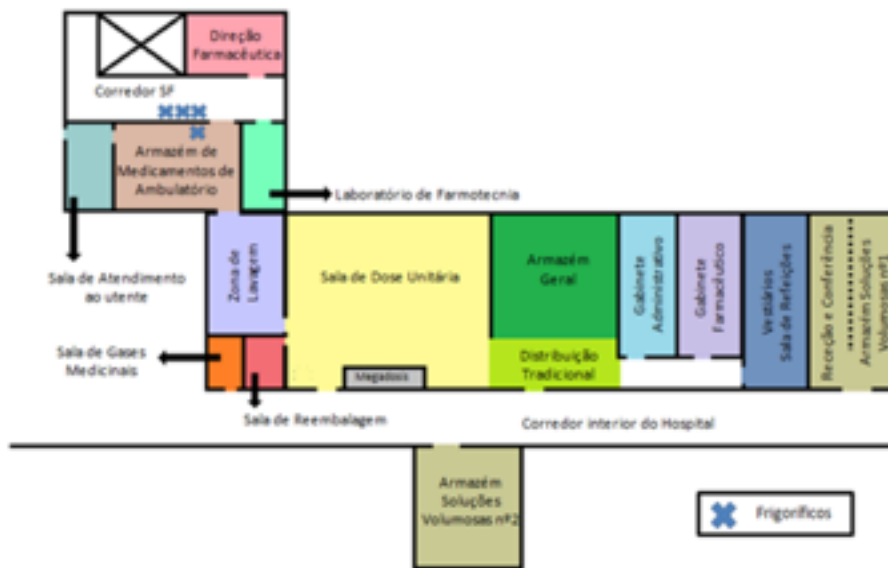 Direção
Farmacêutica
Corredor SF
Armazém de
Medicamentos de
Ambulatório
Laboratório de Farmotecnia
Sala de Atendimento
ao utente
Zona de
Lavagem
Sala de Dose Unitária
Armazém
Geral
Gabinete
Administrativo
Gabinete
Farmacêutico
Vestiários
Sala de Refeições
Receção e Conferência
Armazém Soluções
Volumosas nº1
Sala de Gases
Medicinais
Megadosis
Distribuição
Tradicional
Sala de Reembalagem
Corredor interior do Hospital
Armazém
Soluções
Volumosas nº2
Frigoríficos